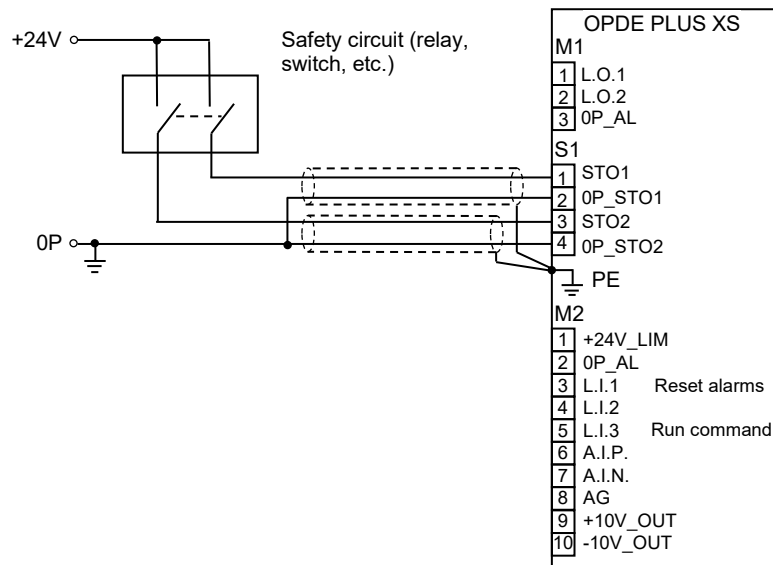 OPDE PLUS XS
+24V
Safety circuit (relay,
switch, etc.)
M1
1 L.O.1
2 L.O.2
3 0P_AL
S1
1 STO1
2 0P_STO1
3 STO2
4 0P_STO2
0P
PE
M2
1 +24V_LIM
2 0P_AL
3 L.I.1 Reset alarms
4 L.I.2
5 L.I.3 Run command
6 A.I.P.
7 A.I.N.
8 AG
9 +10V_OUT
10 -10V_OUT